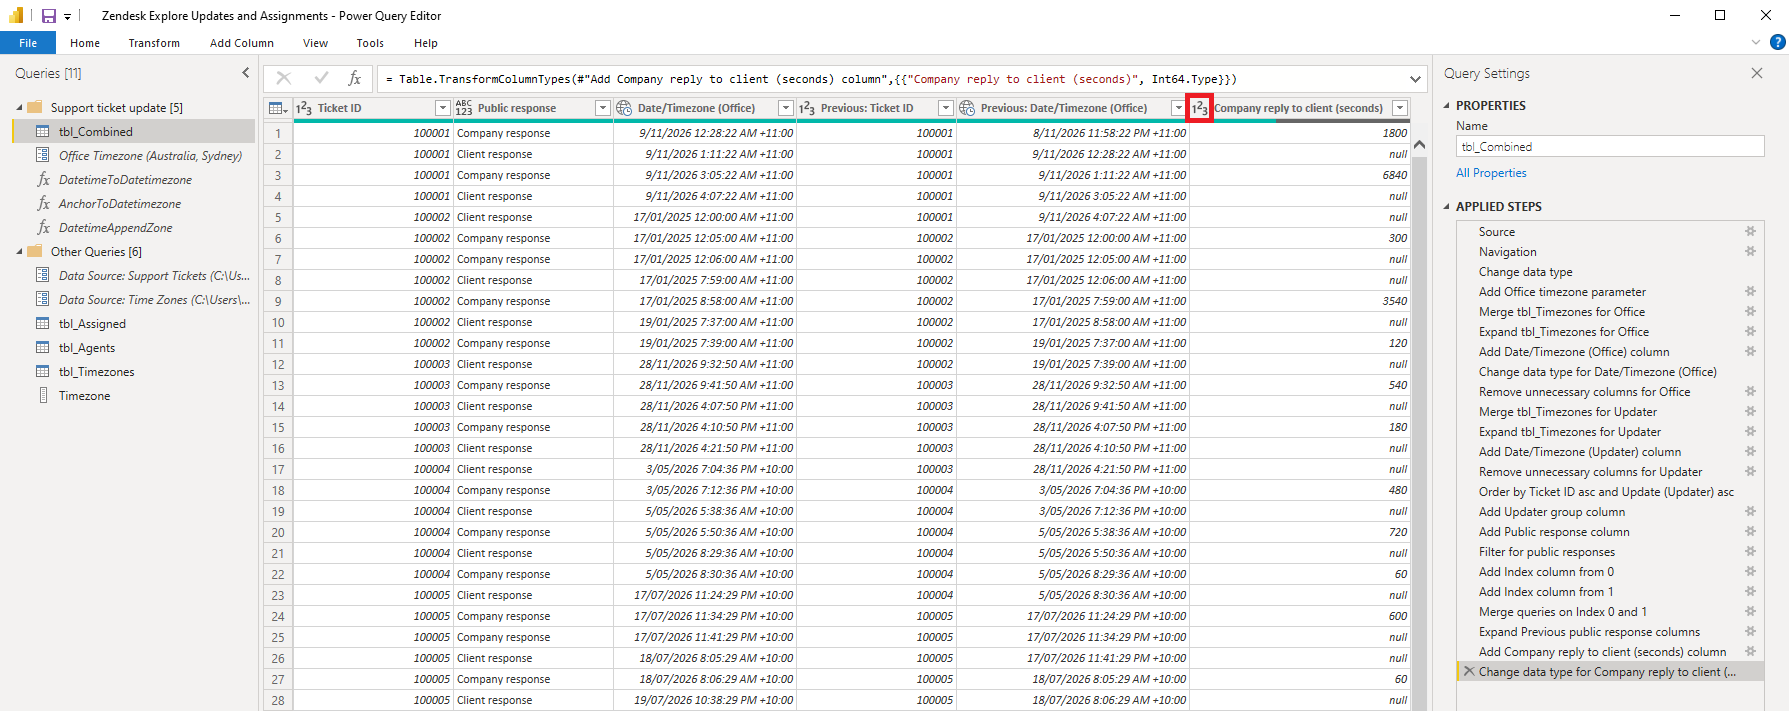 Zendesk Explore Updates and Assignments - Power Query Editor
File Home Transform Add Column View Tools Help
Queries [11]
Support ticket update [5]
tbl_Combined
Office Timezone (Australia, Sydney)
DatetimeToDatetimezone
AnchorToDatetimezone
DatetimeAppendZone
Other Queries [6]
Data Source: Support Tickets (C:\Us...
Data Source: Time Zones (C:\Users\...
tbl_Assigned
tbl_Agents
tbl_Timezones
Timezone
fx = Table.TransformColumnTypes(#"Add Company reply to client (seconds) column",{{"Company reply to client (seconds)", Int64.Type}})
123 Ticket ID ABC 123 Public response Date/Timezone (Office) 123 Previous: Ticket ID Previous: Date/Timezone (Office) 123 Company reply to client (seconds)
1 100001 Company response 9/11/2026 12:28:22 AM +11:00 100001 8/11/2026 11:58:22 PM +11:00 1800
2 100001 Client response 9/11/2026 1:11:22 AM +11:00 100001 9/11/2026 12:28:22 AM +11:00 null
3 100001 Company response 9/11/2026 3:05:22 AM +11:00 100001 9/11/2026 1:11:22 AM +11:00 6840
4 100001 Client response 9/11/2026 4:07:22 AM +11:00 100001 9/11/2026 3:05:22 AM +11:00 null
5 100002 Client response 17/01/2025 12:00:00 AM +11:00 100001 9/11/2026 4:07:22 AM +11:00 null
6 100002 Company response 17/01/2025 12:05:00 AM +11:00 100002 17/01/2025 12:00:00 AM +11:00 300
7 100002 Company response 17/01/2025 12:06:00 AM +11:00 100002 17/01/2025 12:05:00 AM +11:00 null
8 100002 Client response 17/01/2025 7:59:00 AM +11:00 100002 17/01/2025 12:06:00 AM +11:00 null
9 100002 Company response 17/01/2025 8:58:00 AM +11:00 100002 17/01/2025 7:59:00 AM +11:00 3540
10 100002 Client response 19/01/2025 7:37:00 AM +11:00 100002 17/01/2025 8:58:00 AM +11:00 null
11 100002 Company response 19/01/2025 7:39:00 AM +11:00 100002 19/01/2025 7:37:00 AM +11:00 120
12 100003 Client response 28/11/2026 9:32:50 AM +11:00 100002 19/01/2025 7:39:00 AM +11:00 null
13 100003 Company response 28/11/2026 9:41:50 AM +11:00 100003 28/11/2026 9:32:50 AM +11:00 540
14 100003 Client response 28/11/2026 4:07:50 PM +11:00 100003 28/11/2026 9:41:50 AM +11:00 null
15 100003 Company response 28/11/2026 4:10:50 PM +11:00 100003 28/11/2026 4:07:50 PM +11:00 180
16 100003 Client response 28/11/2026 4:21:50 PM +11:00 100003 28/11/2026 4:10:50 PM +11:00 null
17 100004 Client response 3/05/2026 7:04:36 PM +10:00 100003 28/11/2026 4:21:50 PM +11:00 null
18 100004 Company response 3/05/2026 7:12:36 PM +10:00 100004 3/05/2026 7:04:36 PM +10:00 480
19 100004 Client response 5/05/2026 5:38:36 AM +10:00 100004 3/05/2026 7:12:36 PM +10:00 null
20 100004 Company response 5/05/2026 5:50:36 AM +10:00 100004 5/05/2026 5:38:36 AM +10:00 720
21 100004 Client response 5/05/2026 8:29:36 AM +10:00 100004 5/05/2026 5:50:36 AM +10:00 null
22 100004 Company response 5/05/2026 8:30:36 AM +10:00 100004 5/05/2026 8:29:36 AM +10:00 60
23 100005 Client response 17/07/2026 11:24:29 PM +10:00 100004 5/05/2026 8:30:36 AM +10:00 null
24 100005 Company response 17/07/2026 11:34:29 PM +10:00 100005 17/07/2026 11:24:29 PM +10:00 600
25 100005 Company response 17/07/2026 11:41:29 PM +10:00 100005 17/07/2026 11:34:29 PM +10:00 null
26 100005 Client response 18/07/2026 8:05:29 AM +10:00 100005 17/07/2026 11:41:29 PM +10:00 null
27 100005 Company response 18/07/2026 8:06:29 AM +10:00 100005 18/07/2026 8:05:29 AM +10:00 60
28 100005 Client response 19/07/2026 10:38:29 PM +10:00 100005 18/07/2026 8:06:29 AM +10:00 null
Query Settings
PROPERTIES
Name
tbl_Combined
All Properties
APPLIED STEPS
Source
Navigation
Change data type
Add Office timezone parameter
Merge tbl_Timezones for Office
Expand tbl_Timezones for Office
Add Date/Timezone (Office) column
Change data type for Date/Timezone (Office)
Remove unnecessary columns for Office
Merge tbl_Timezones for Updater
Expand tbl_Timezones for Updater
Add Date/Timezone (Updater) column
Remove unnecessary columns for Updater
Order by Ticket ID asc and Update (Updater) asc
Add Updater group column
Add Public response column
Filter for public responses
Add Index column from 0
Add Index column from 1
Merge queries on Index 0 and 1
Expand Previous public response columns
Add Company reply to client (seconds) column
Change data type for Company reply to client (...